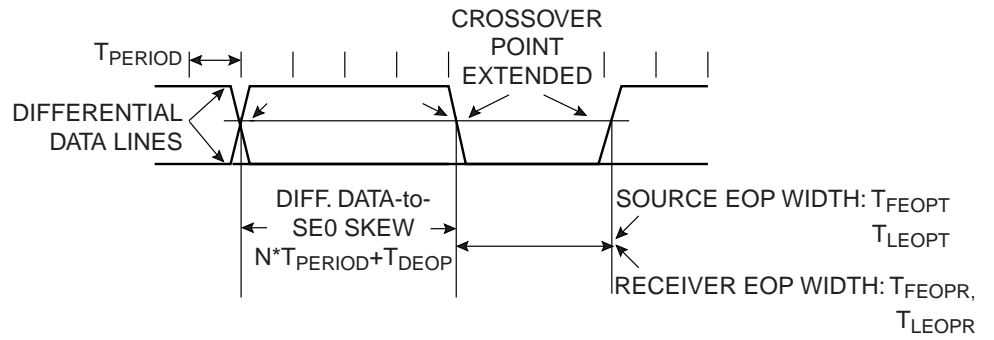 CROSSOVER
POINT
EXTENDED
TPERIOD
DIFFERENTIAL
DATA LINES
DIFF. DATA-to-
SE0 SKEW
N*TPERIOD+TDEOP
SOURCE EOP WIDTH: TFEOPT
TLEOPT
RECEIVER EOP WIDTH: TFEOPR,
TLEOPR